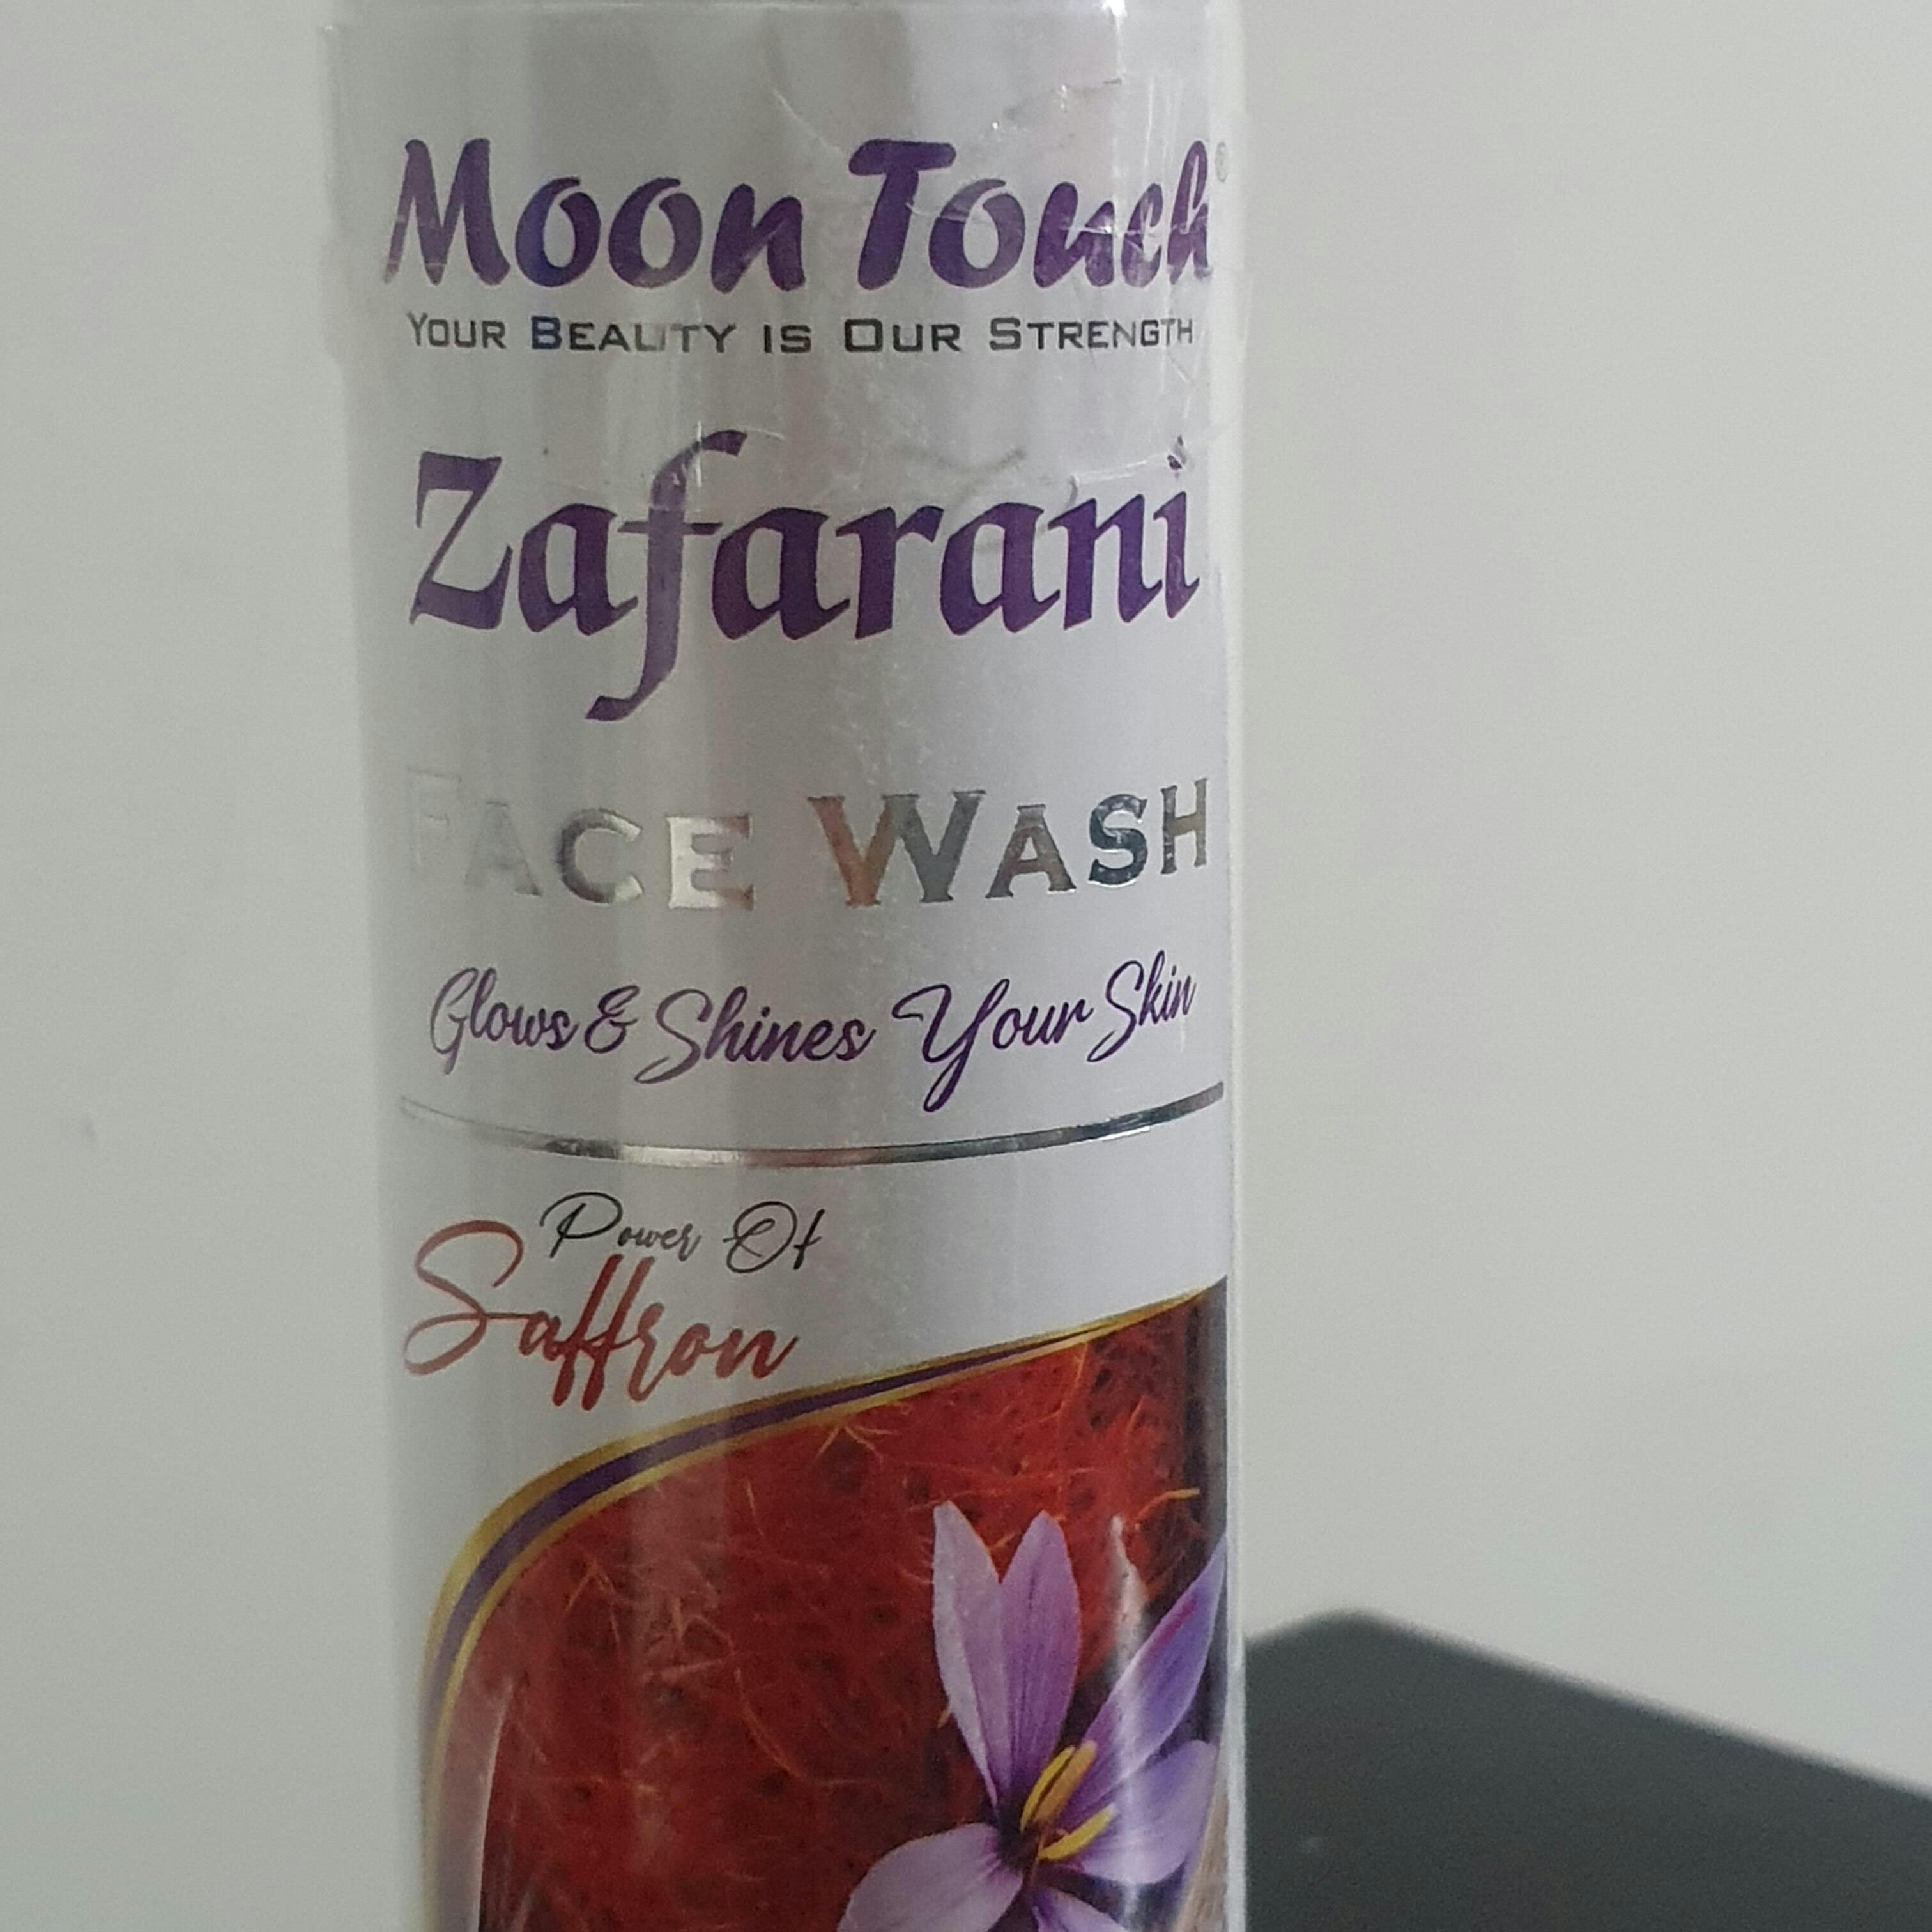 Moon Touch®
Your Beauty is Our Strength
Zafarani
Face Wash
Glows & Shines Your Skin
Power Of
Saffron